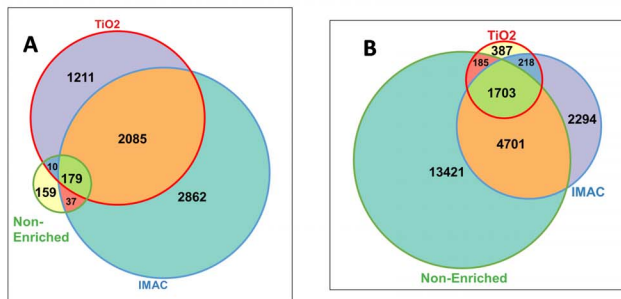 A
TiO2
1211
2085
10
179
159
37
2862
Non-
Enriched
IMAC
B
TiO2
387
185
218
1703
2294
4701
13421
IMAC
Non-Enriched